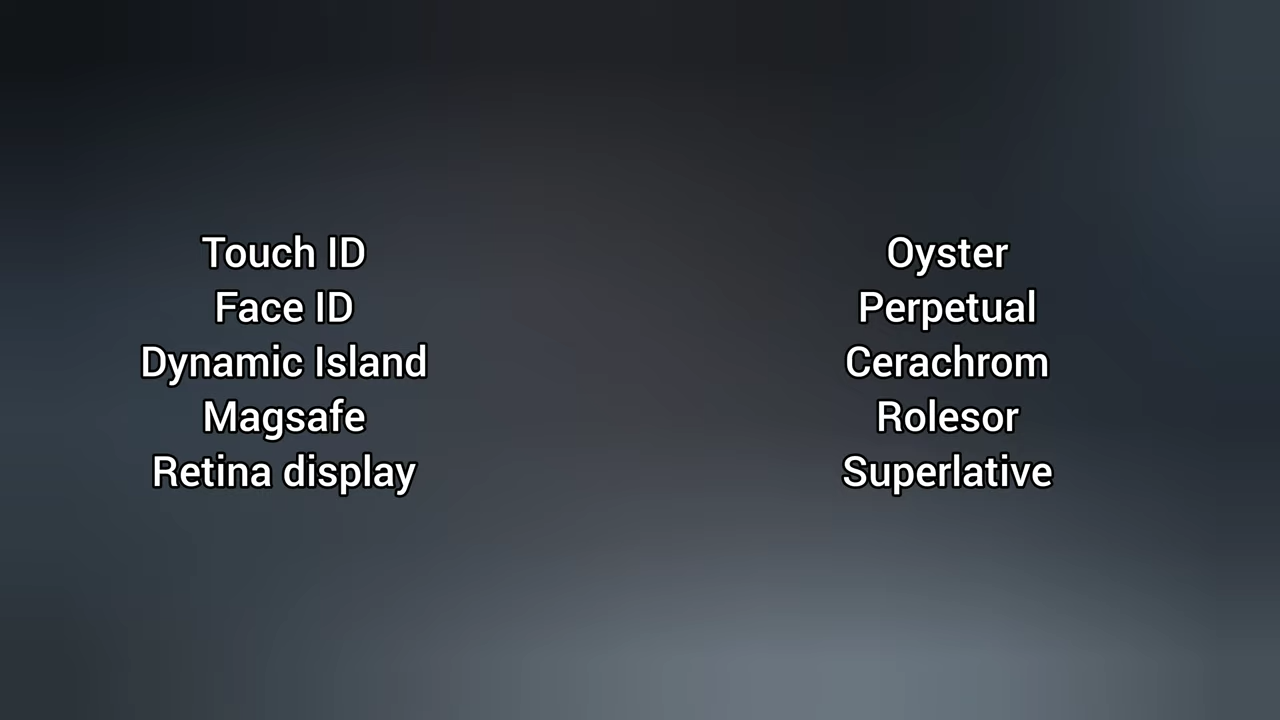 Touch ID
Face ID
Dynamic Island
Magsafe
Retina display
Oyster
Perpetual
Cerachrom
Rolesor
Superlative